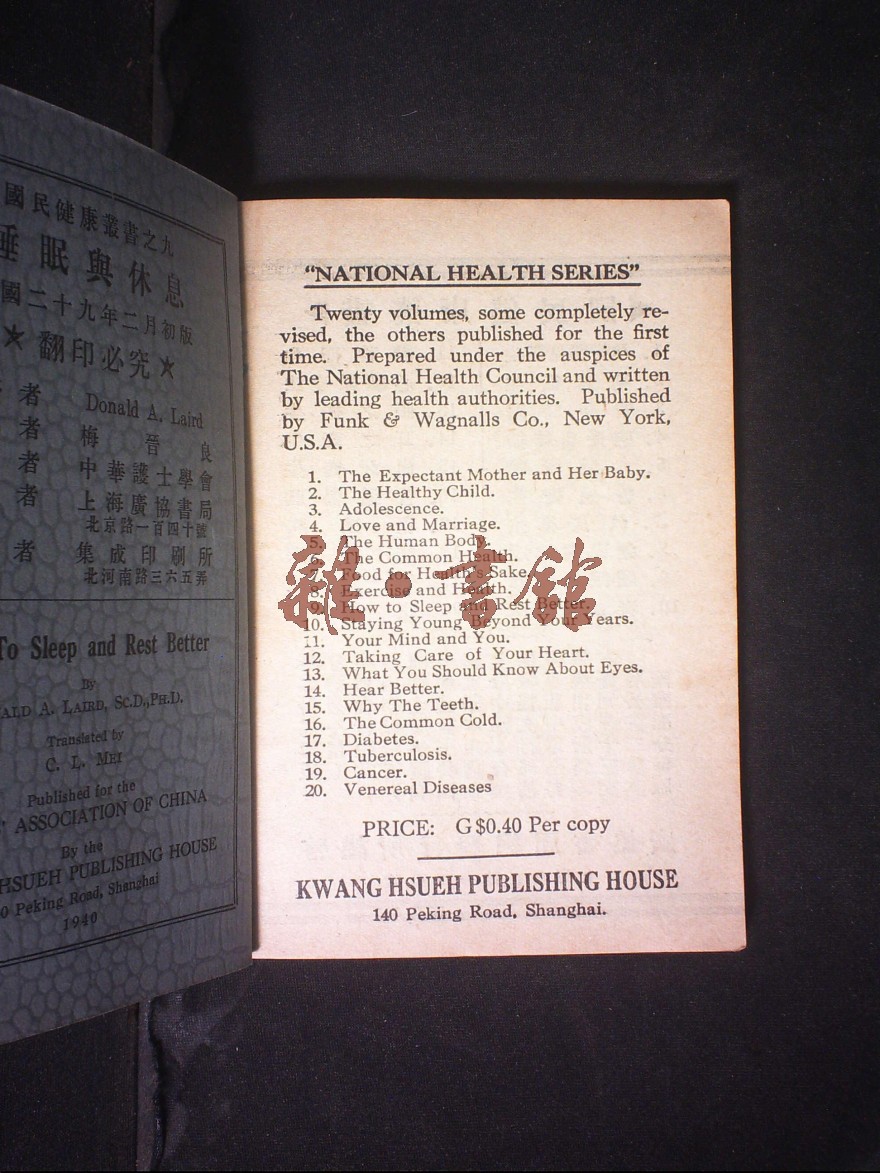 國民健康叢書之九
睡眠與休息
國二十九年二月初版
★翻印必究★
者 Donald A. Laird
者 梅晉良
者 中華護士學會
者 上海廣協書局
北京路一百四十號
者 集成印刷所
北河南路三六五弄
To Sleep and Rest Better
By
ALD A. LAIRD, SC.D.,PH.D.
Translated by
C. L. MEI
Published for the
ASSOCIATION OF CHINA
By the
HSUEH PUBLISHING HOUSE
0 Peking Road, Shanghai
1940
"NATIONAL HEALTH SERIES"
Twenty volumes, some completely re-
vised, the others published for the first
time. Prepared under the auspices of
The National Health Council and written
by leading health authorities. Published
by Funk & Wagnalls Co., New York,
U.S.A.
1. The Expectant Mother and Her Baby.
2. The Healthy Child.
3. Adolescence.
4. Love and Marriage.
5. The Human Body.
6. The Common Health.
7. Food for Health's Sake.
8. Exercise and Health.
9. How to Sleep and Rest Better.
10. Staying Young Beyond Your Years.
11. Your Mind and You.
12. Taking Care of Your Heart.
13. What You Should Know About Eyes.
14. Hear Better.
15. Why The Teeth.
16. The Common Cold.
17. Diabetes.
18. Tuberculosis.
19. Cancer.
20. Venereal Diseases
PRICE: G$0.40 Per copy
KWANG HSUEH PUBLISHING HOUSE
140 Peking Road, Shanghai.
雜·書館